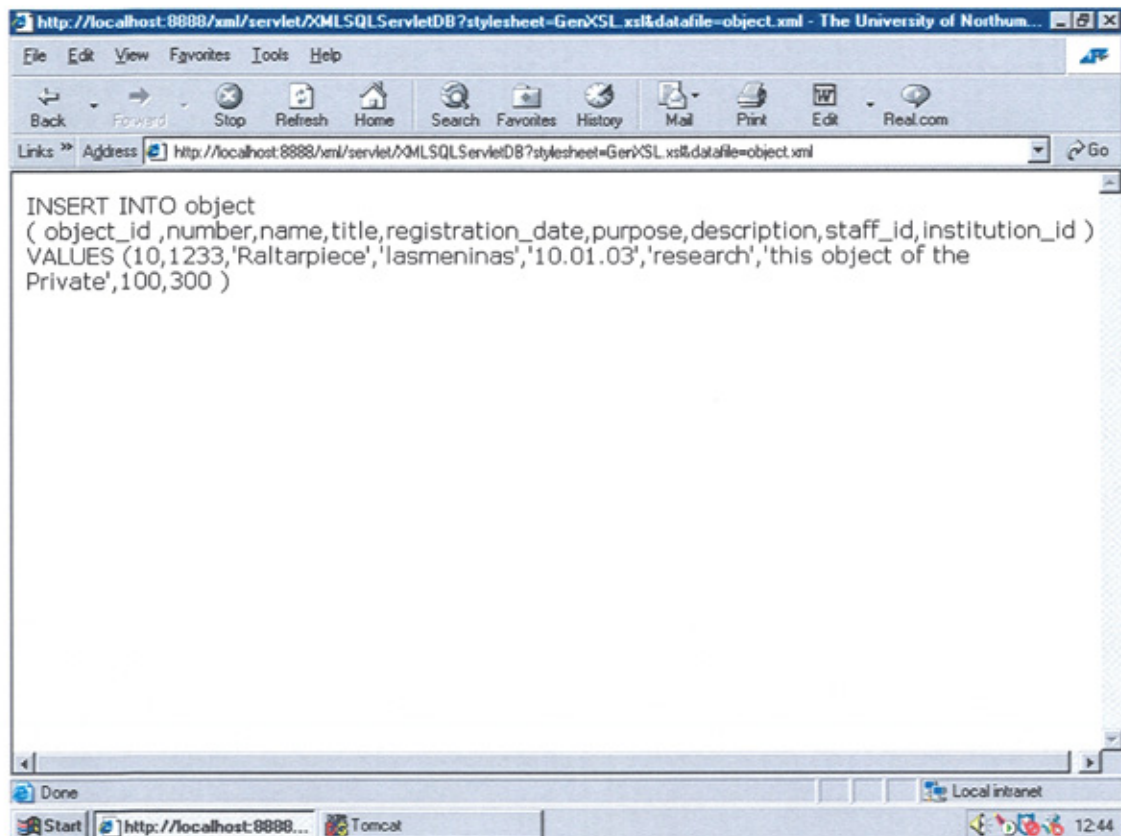 http://localhost:8888/xml/servlet/XMLSQLServletDB?stylesheet=GenXSL.xsl&datafile=object.xml - The University of Northum...
File Edit View Favorites Tools Help
Back Forward Stop Refresh Home Search Favorites History Mail Print Edit Real.com
Links » Address http://localhost:8888/xml/servlet/XMLSQLServletDB?stylesheet=GenXSL.xsl&datafile=object.xml Go
INSERT INTO object
( object_id ,number,name,title,registration_date,purpose,description,staff_id,institution_id )
VALUES (10,1233,'Raltarpiece','lasmeninas','10.01.03','research','this object of the
Private',100,300 )
Done Local intranet
Start http://localhost:8888... Tomcat 12:44